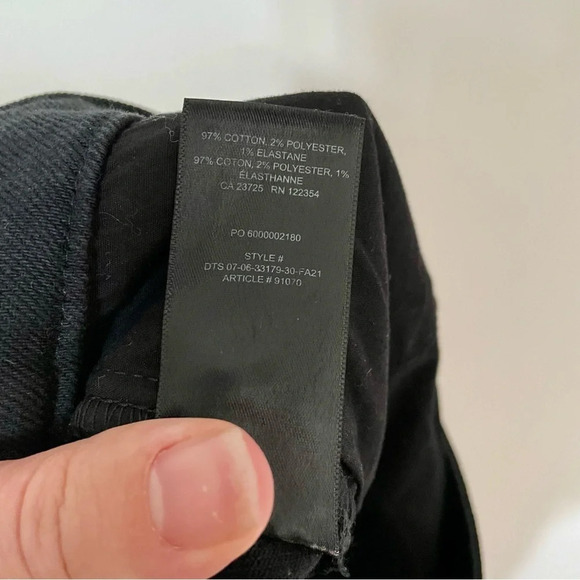 97% COTTON, 2% POLYESTER,
1% ELASTANE
97% COTON, 2% POLYESTER, 1%
ÉLASTHANNE
CA 23725 RN 122354
PO 6000002180
STYLE #
DTS 07-06-33179-30-FA21
ARTICLE # 91070